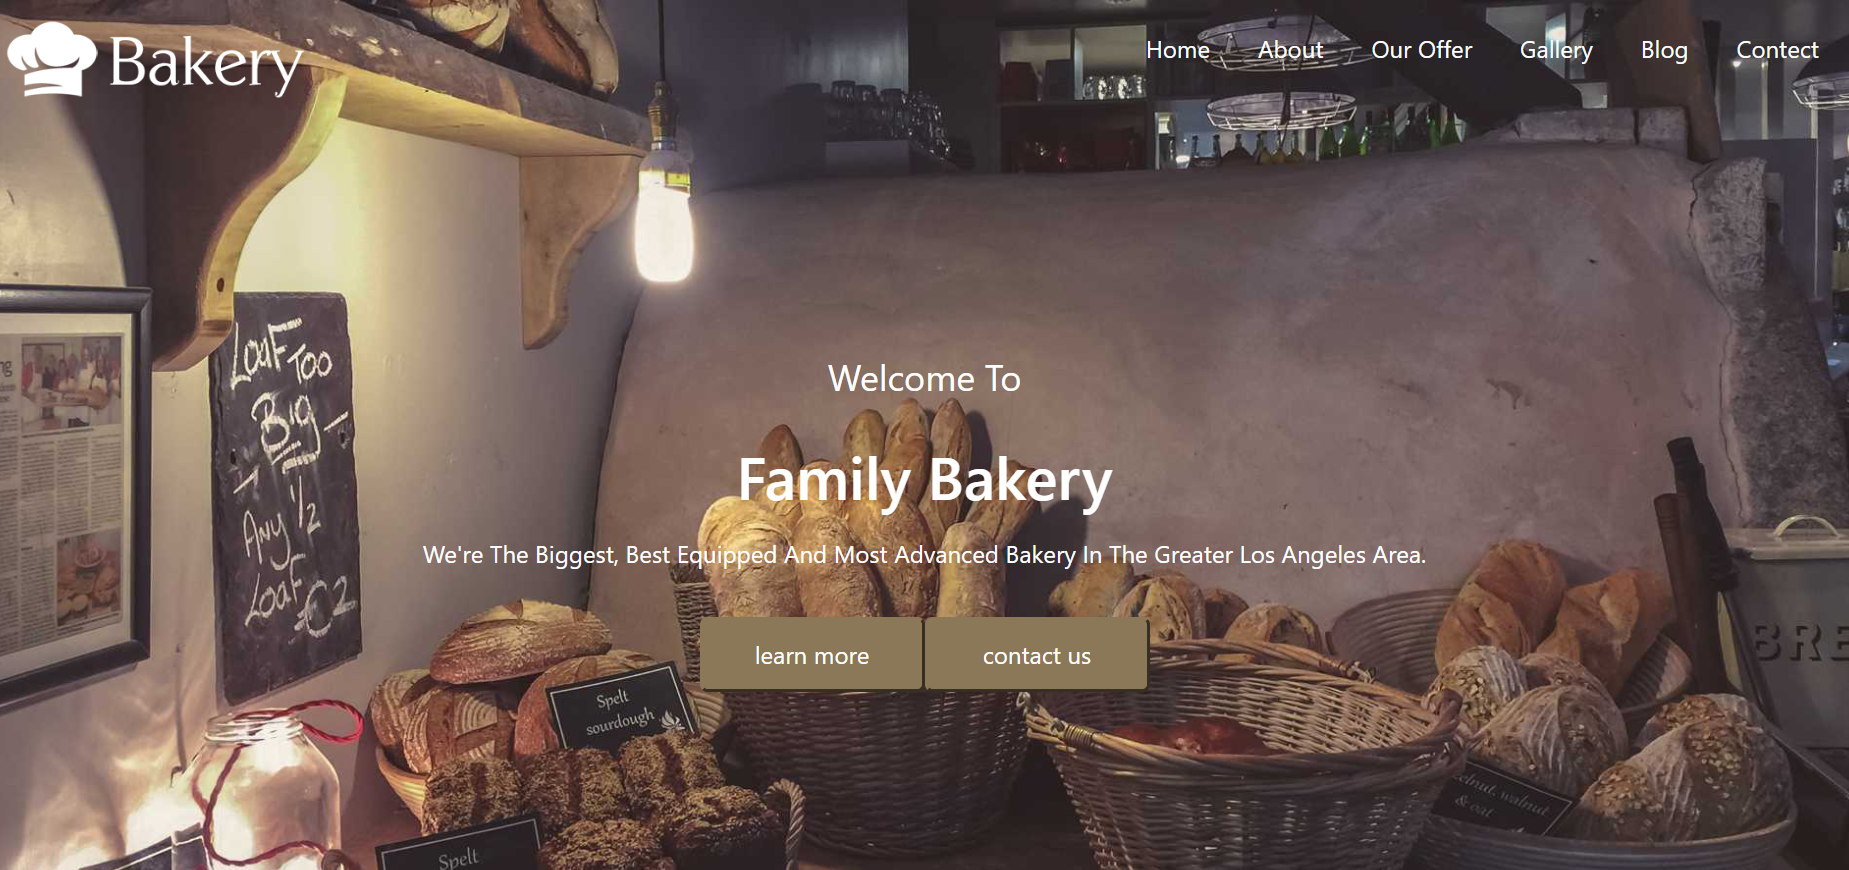 Bakery
Home About Our Offer Gallery Blog Contect
Loaf Too
Big
Any 1/2
Loaf £2
Welcome To
Family Bakery
We're The Biggest, Best Equipped And Most Advanced Bakery In The Greater Los Angeles Area.
learn more contact us
BRE
Spelt
sourdough
walnut
& oat
Spelt